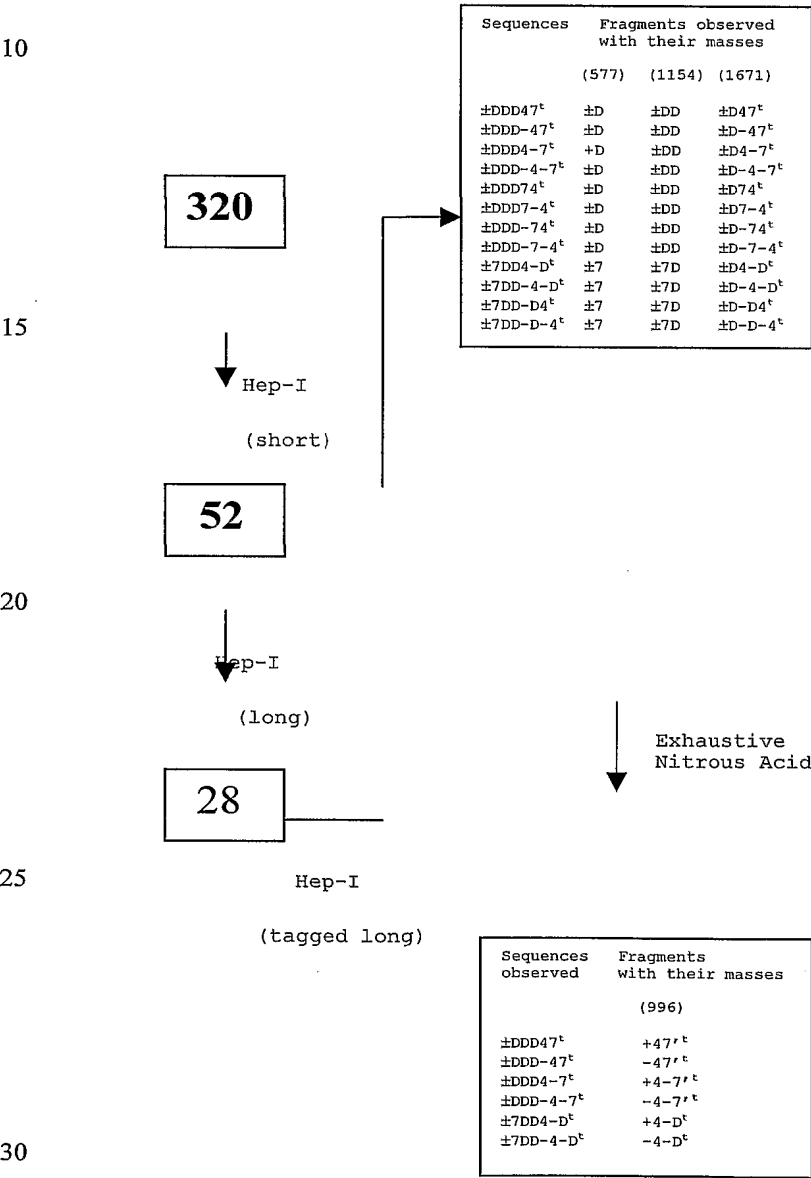 10
15
20
25
30
Sequences Fragments observed
with their masses
(577) (1154) (1671)
±DDD47ᵗ ±D ±DD ±D47ᵗ
±DDD-47ᵗ ±D ±DD ±D-47ᵗ
±DDD4-7ᵗ +D ±DD ±D4-7ᵗ
±DDD-4-7ᵗ ±D ±DD ±D-4-7ᵗ
±DDD74ᵗ ±D ±DD ±D74ᵗ
±DDD7-4ᵗ ±D ±DD ±D7-4ᵗ
±DDD-74ᵗ ±D ±DD ±D-74ᵗ
±DDD-7-4ᵗ ±D ±DD ±D-7-4ᵗ
±7DD4-Dᵗ ±7 ±7D ±D4-Dᵗ
±7DD-4-Dᵗ ±7 ±7D ±D-4-Dᵗ
±7DD-D4ᵗ ±7 ±7D ±D-D4ᵗ
±7DD-D-4ᵗ ±7 ±7D ±D-D-4ᵗ
320
Hep-I
(short)
52
Hep-I
(long)
28
Exhaustive
Nitrous Acid
Hep-I
(tagged long)
Sequences Fragments
observed with their masses
(996)
±DDD47ᵗ +47'ᵗ
±DDD-47ᵗ -47'ᵗ
±DDD4-7ᵗ +4-7'ᵗ
±DDD-4-7ᵗ -4-7'ᵗ
±7DD4-Dᵗ +4-Dᵗ
±7DD-4-Dᵗ -4-Dᵗ